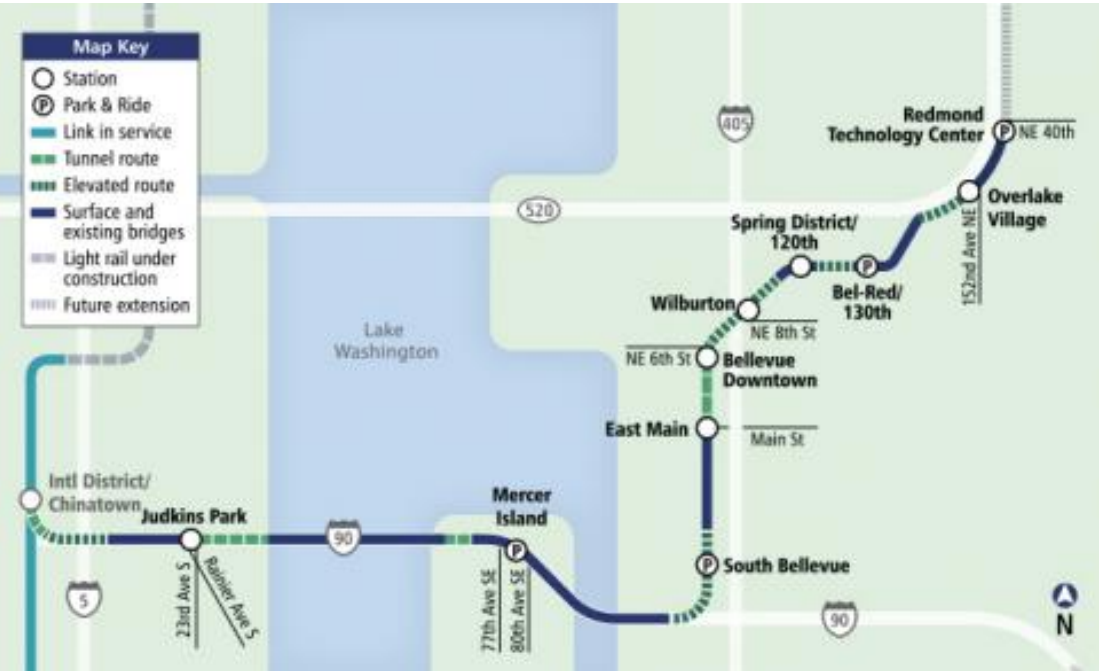 Map Key
Station
P Park & Ride
Link in service
Tunnel route
Elevated route
Surface and
existing bridges
Light rail under
construction
Future extension
405
Redmond
Technology Center
P
NE 40th
520
Overlake
Village
152nd Ave NE
Spring District/
120th
P
Bel-Red/
130th
Wilburton
NE 8th St
Lake
Washington
NE 6th St
Bellevue
Downtown
East Main
Main St
Intl District/
Chinatown
Judkins Park
90
Mercer
Island
P
23rd Ave S
Rainier Ave S
77th Ave SE
80th Ave SE
P
South Bellevue
5
90
N